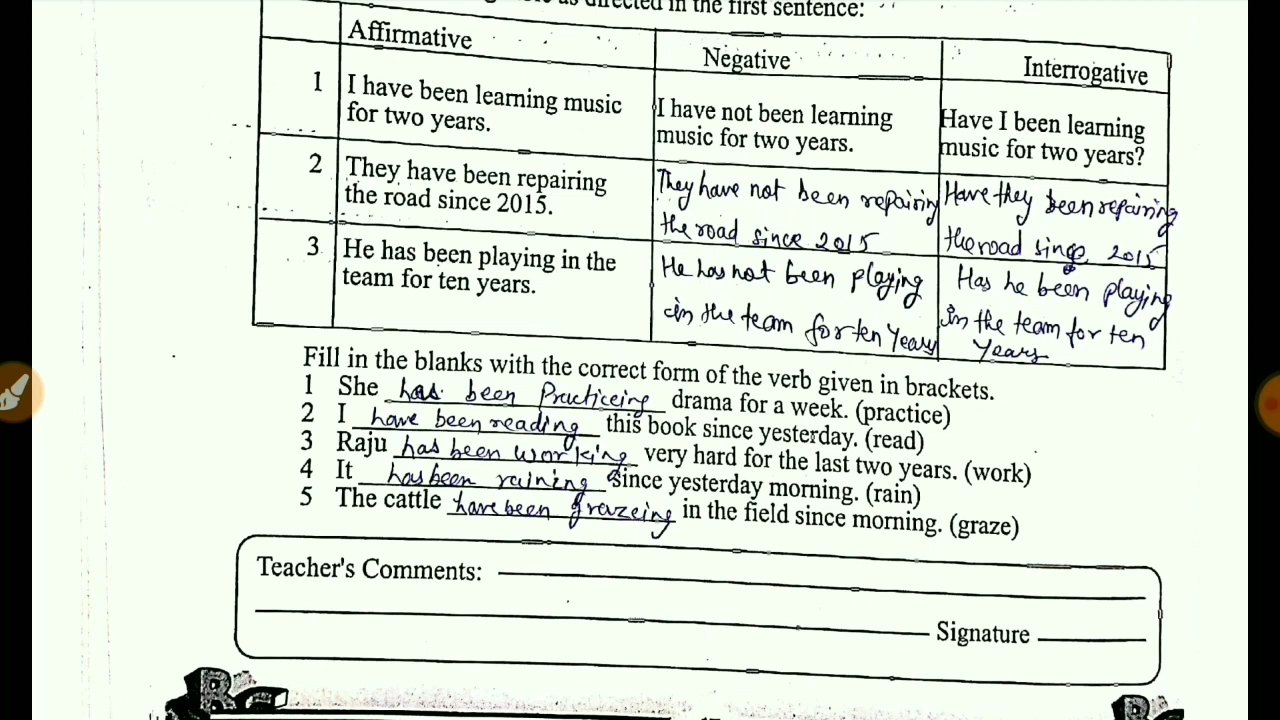 as directed in the first sentence:
Affirmative
Negative
Interrogative
1 I have been learning music
for two years.
I have not been learning
music for two years.
Have I been learning
music for two years?
2 They have been repairing
the road since 2015.
They have not been repairing
the road since 2015
Have they been repairing
the road since 2015
3 He has been playing in the
team for ten years.
He has not been playing
in the team for ten Years
Has he been playing
in the team for ten
Years
Fill in the blanks with the correct form of the verb given in brackets.
1 She has been Practiceing drama for a week. (practice)
2 I have been reading this book since yesterday. (read)
3 Raju has been working very hard for the last two years. (work)
4 It has been raining since yesterday morning. (rain)
5 The cattle have been grazeing in the field since morning. (graze)
Teacher's Comments:
Signature